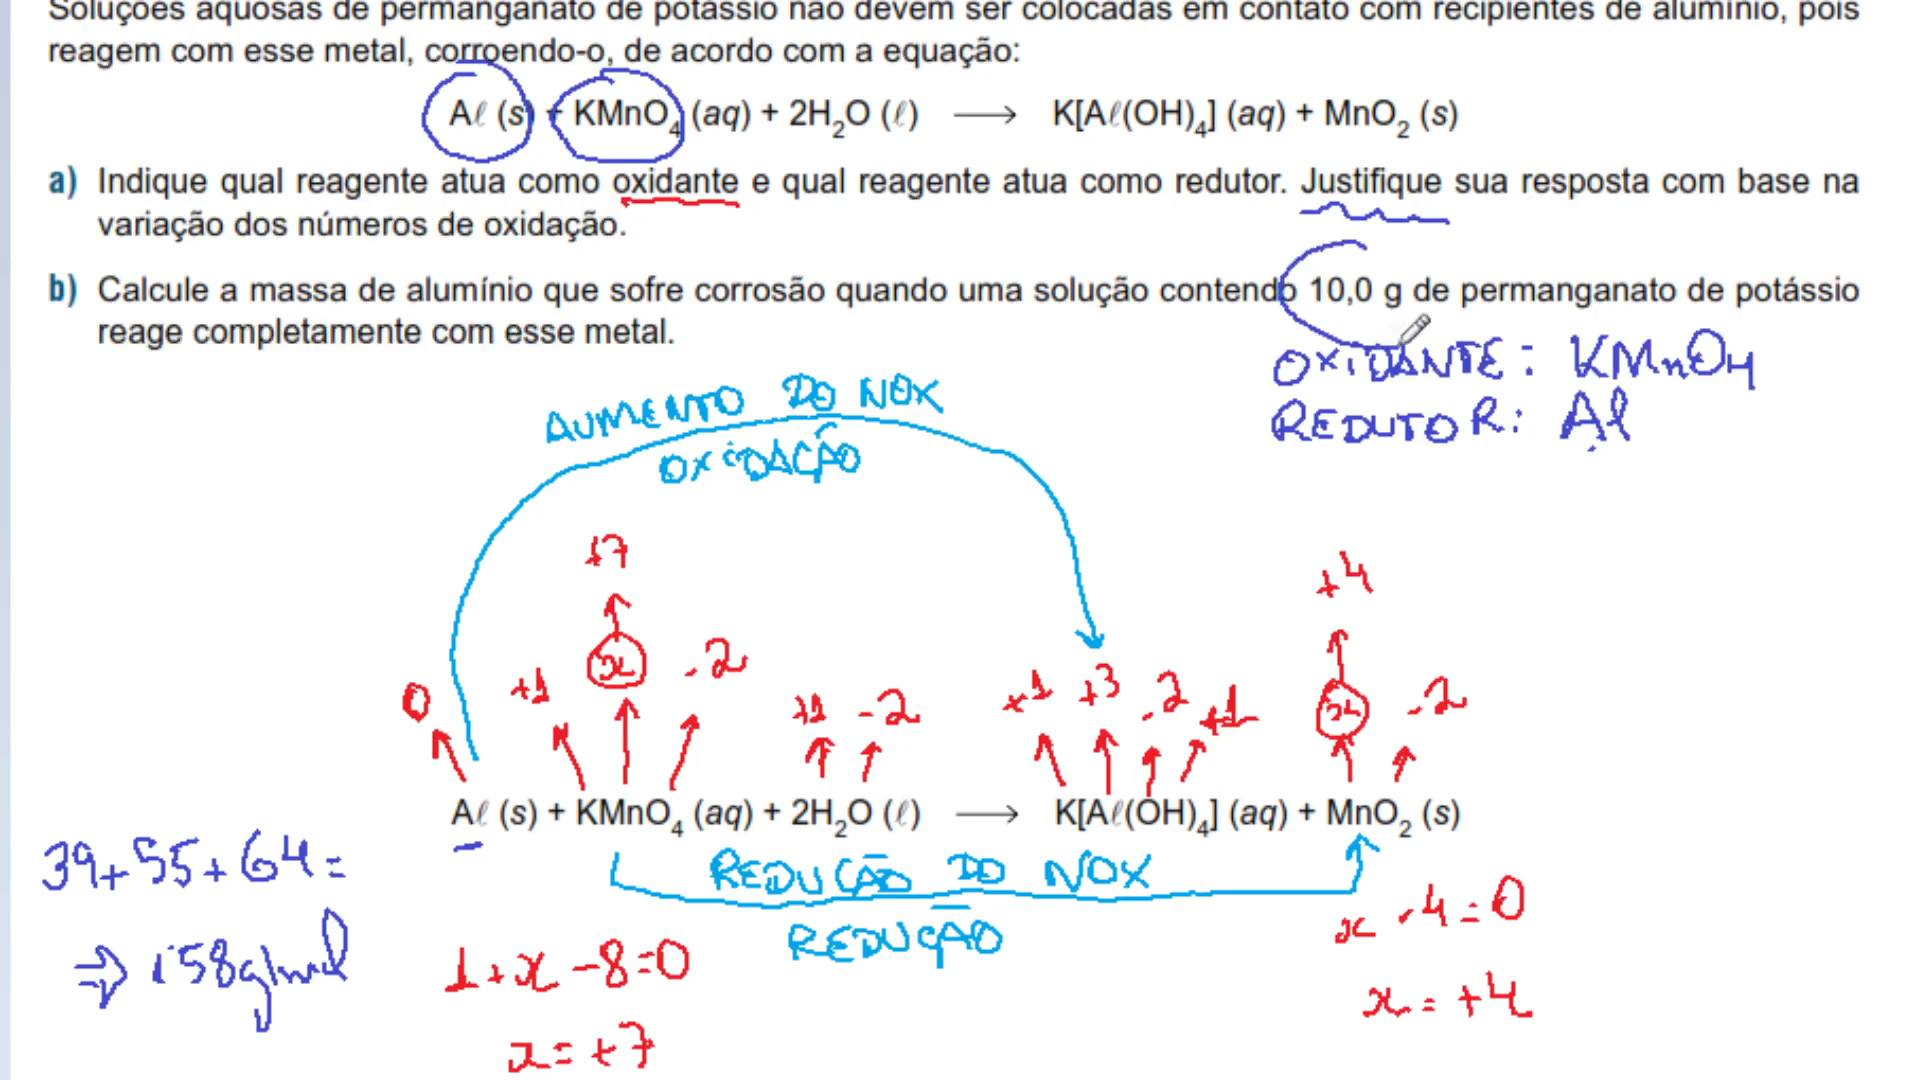 Soluções aquosas de permanganato de potássio não devem ser colocadas em contato com recipientes de alumínio, pois
reagem com esse metal, corroendo-o, de acordo com a equação:
Aℓ (s) + KMnO₄ (aq) + 2H₂O (ℓ) ⟶ K[Aℓ(OH)₄] (aq) + MnO₂ (s)
a) Indique qual reagente atua como oxidante e qual reagente atua como redutor. Justifique sua resposta com base na
variação dos números de oxidação.
b) Calcule a massa de alumínio que sofre corrosão quando uma solução contendo 10,0 g de permanganato de potássio
reage completamente com esse metal.
OXIDANTE: KMnO4
REDUTOR: Al
AUMENTO DO NOX
OXIDAÇÃO
+7
+4
x -2
0 +1 +1 -2 +1 +3 -2 +1 x -2
Aℓ (s) + KMnO₄ (aq) + 2H₂O (ℓ) ⟶ K[Aℓ(OH)₄] (aq) + MnO₂ (s)
39+55+64=
REDUÇÃO DO NOX
REDUÇÃO
x -4=0
⇒ 158g/mol
1+x-8=0
x=+4
x=+7